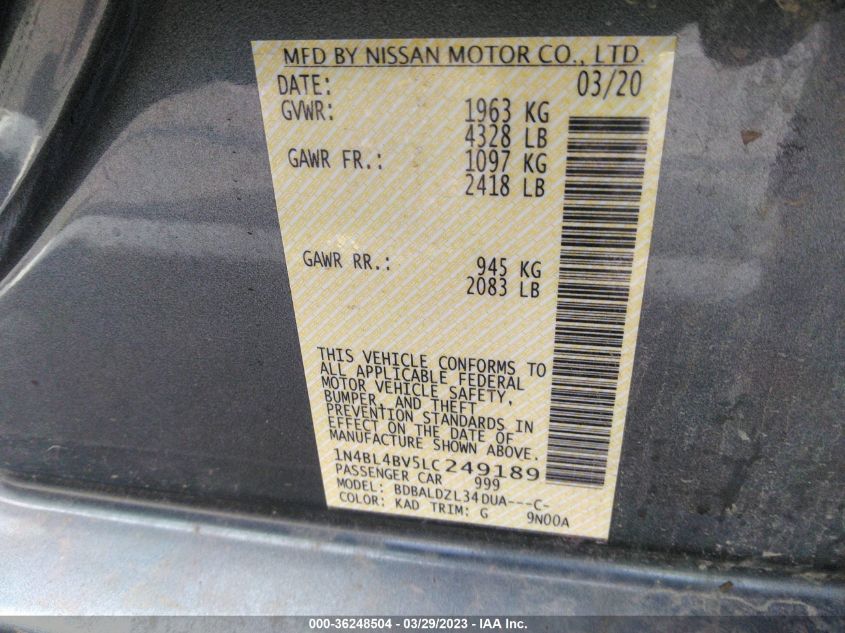 MFD BY NISSAN MOTOR CO., LTD.
DATE: 03/20
GVWR: 1963 KG
4328 LB
GAWR FR.: 1097 KG
2418 LB
GAWR RR.: 945 KG
2083 LB
THIS VEHICLE CONFORMS TO
ALL APPLICABLE FEDERAL
MOTOR VEHICLE SAFETY,
BUMPER, AND THEFT
PREVENTION STANDARDS IN
EFFECT ON THE DATE OF
MANUFACTURE SHOWN ABOVE.
1N4BL4BV5LC249189
PASSENGER CAR 999
MODEL: BDBALDZL34DUA---C-
COLOR: KAD TRIM: G 9N00A
000-36248504 - 03/29/2023 - IAA Inc.